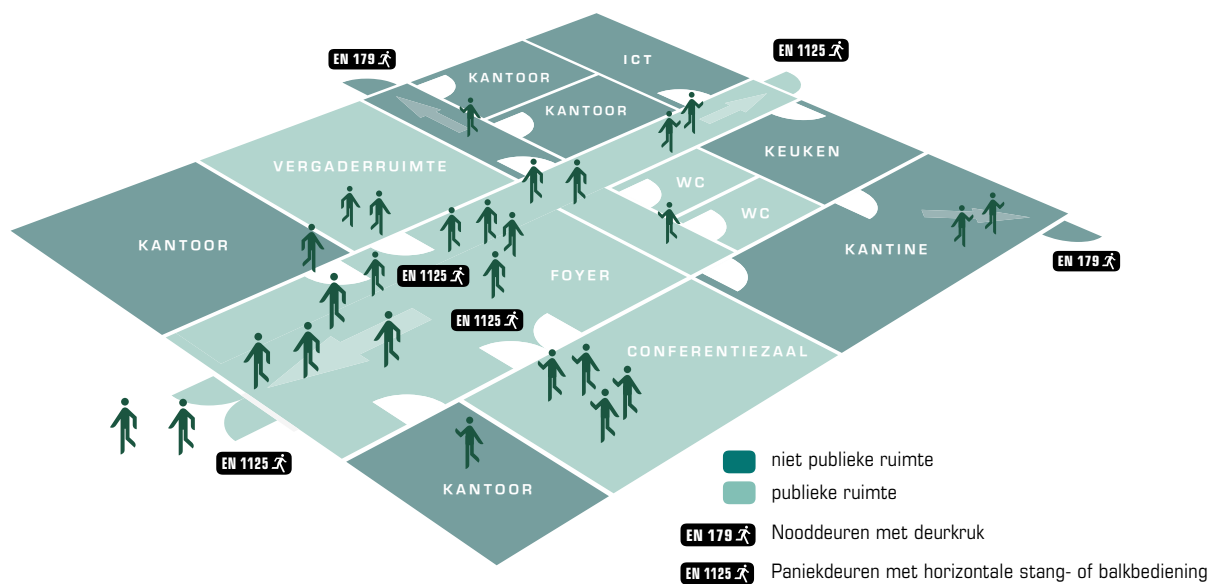 EN 1125
ICT
EN 179
KANTOOR
KANTOOR
KEUKEN
VERGADERRUIMTE
WC
WC
KANTOOR
KANTINE
EN 179
EN 1125
FOYER
EN 1125
CONFERENTIEZAAL
EN 1125
KANTOOR
niet publieke ruimte
publieke ruimte
EN 179 Nooddeuren met deurkruk
EN 1125 Paniekdeuren met horizontale stang- of balkbediening